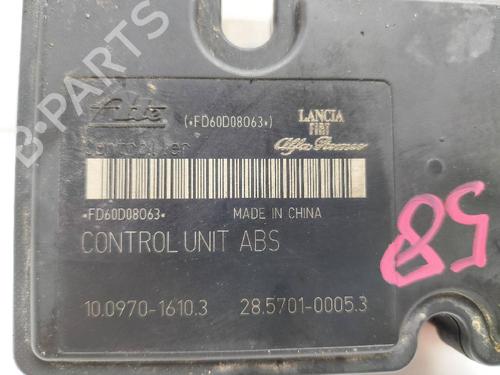 B-PARTS
Ate
(*FD60D08063*)
LANCIA
FIAT
Alfa Romeo
*FD60D08063*
MADE IN CHINA
CONTROL UNIT ABS
10.0970-1610.3
28.5701-0005.3
58